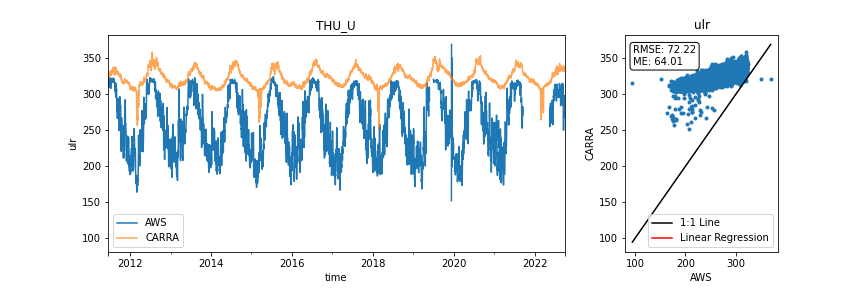 THU_U
ulr
350
300
250
200
150
100
2012
2014
2016
2018
2020
2022
time
AWS
CARRA
ulr
RMSE: 72.22
ME: 64.01
CARRA
350
300
250
200
150
100
100
200
300
AWS
1:1 Line
Linear Regression